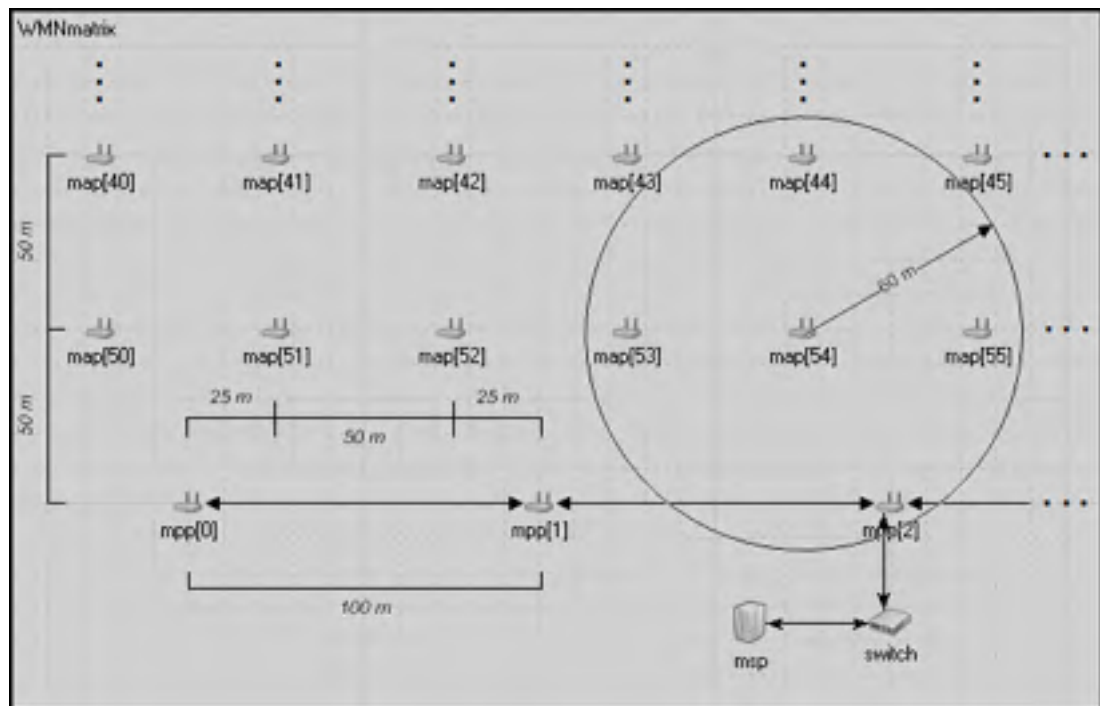 WMNmatrix
map[40] map[41] map[42] map[43] map[44] map[45]
50 m
60 m
map[50] map[51] map[52] map[53] map[54] map[55]
50 m
25 m 25 m
50 m
mpp[0] mpp[1] mpp[2]
100 m
msp switch